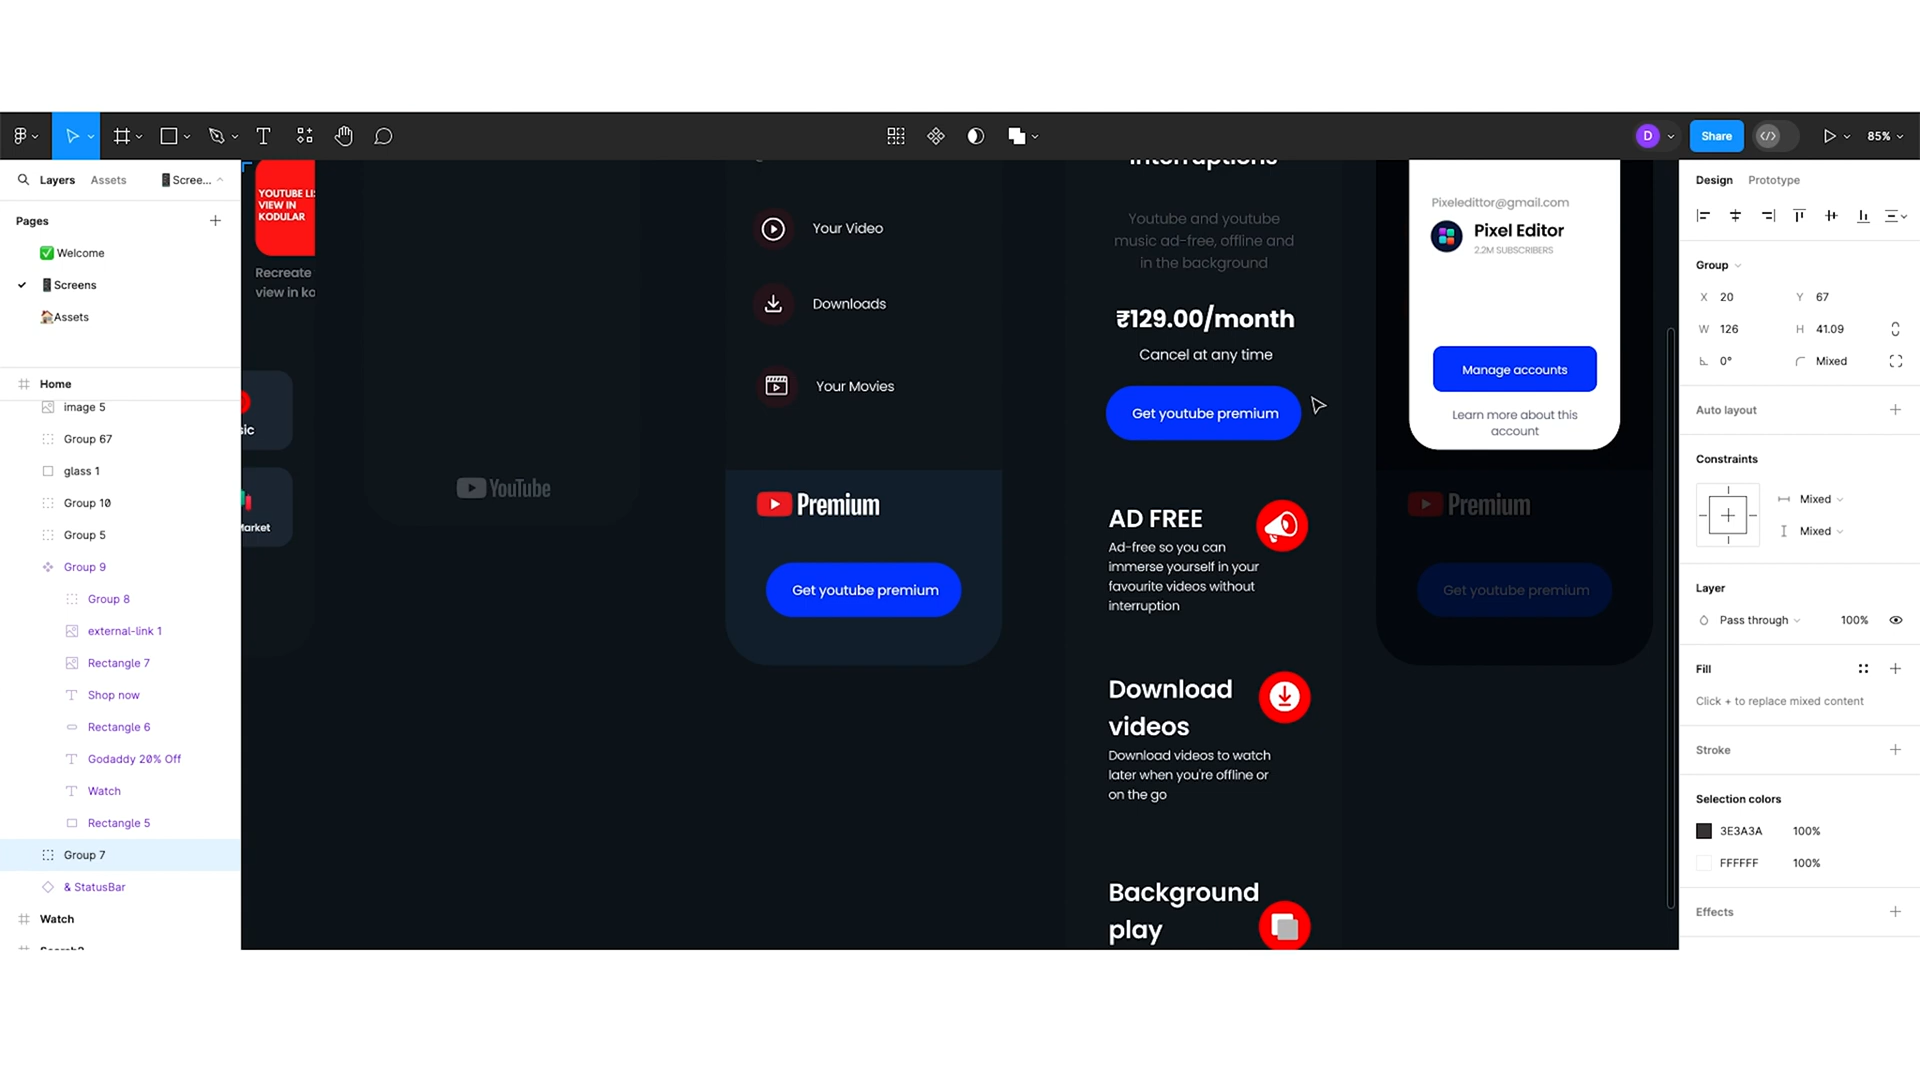 D
Share
85%
Layers
Assets
Scree...
Pages
Welcome
Screens
Assets
Home
image 5
Group 67
glass 1
Group 10
Group 5
Group 9
Group 8
external-link 1
Rectangle 7
Shop now
Rectangle 6
Godaddy 20% Off
Watch
Rectangle 5
Group 7
& StatusBar
Watch
YOUTUBE LI
VIEW IN
KODULAR
Recreate
view in ko
sic
Market
YouTube
Your Video
Downloads
Your Movies
Premium
Get youtube premium
interruptions
Youtube and youtube
music ad-free, offline and
in the background
₹129.00/month
Cancel at any time
Get youtube premium
AD FREE
Ad-free so you can
immerse yourself in your
favourite videos without
interruption
Download
videos
Download videos to watch
later when you're offline or
on the go
Background
play
Pixeledittor@gmail.com
Pixel Editor
2.2M SUBSCRIBERS
Manage accounts
Learn more about this
account
Premium
Get youtube premium
Design
Prototype
Group
X 20
Y 67
W 126
H 41.09
0°
Mixed
Auto layout
Constraints
Mixed
Mixed
Layer
Pass through
100%
Fill
Click + to replace mixed content
Stroke
Selection colors
3E3A3A 100%
FFFFFF 100%
Effects